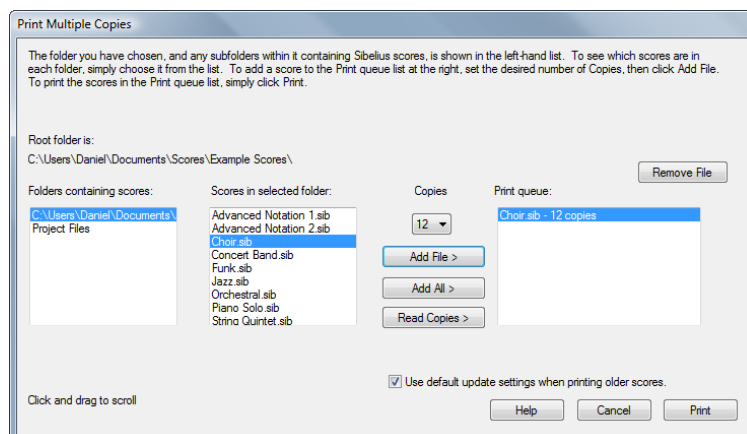 Print Multiple Copies
The folder you have chosen, and any subfolders within it containing Sibelius scores, is shown in the left-hand list.  To see which scores are in
each folder, simply choose it from the list.  To add a score to the Print queue list at the right, set the desired number of Copies, then click Add File.
To print the scores in the Print queue list, simply click Print.
Root folder is:
C:\Users\Daniel\Documents\Scores\Example Scores\
Remove File
Folders containing scores:
Scores in selected folder:
Copies
Print queue:
C:\Users\Daniel\Documents\
Project Files
Advanced Notation 1.sib
Advanced Notation 2.sib
Choir.sib
Concert Band.sib
Funk.sib
Jazz.sib
Orchestral.sib
Piano Solo.sib
String Quintet.sib
12
Add File >
Add All >
Read Copies >
Choir.sib - 12 copies
Use default update settings when printing older scores.
Click and drag to scroll
Help
Cancel
Print